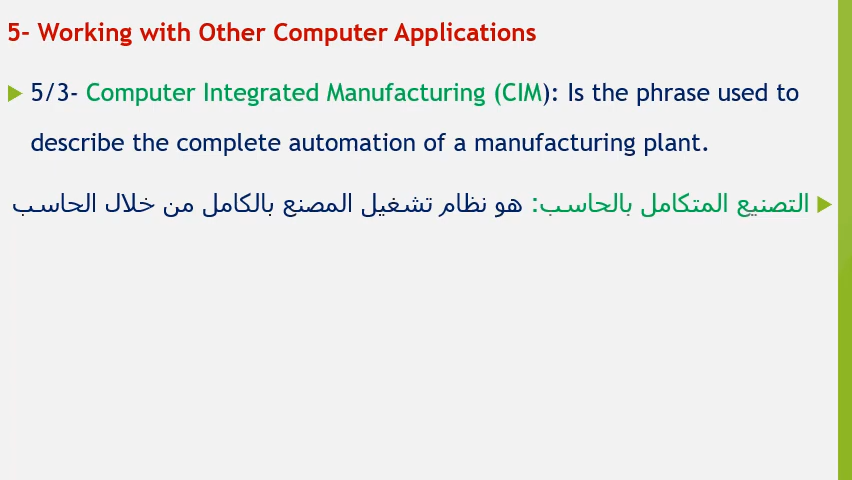 5- Working with Other Computer Applications
5/3- Computer Integrated Manufacturing (CIM): Is the phrase used to
describe the complete automation of a manufacturing plant.
التصنيع المتكامل بالحاسب: هو نظام تشغيل المصنع بالكامل من خلال الحاسب